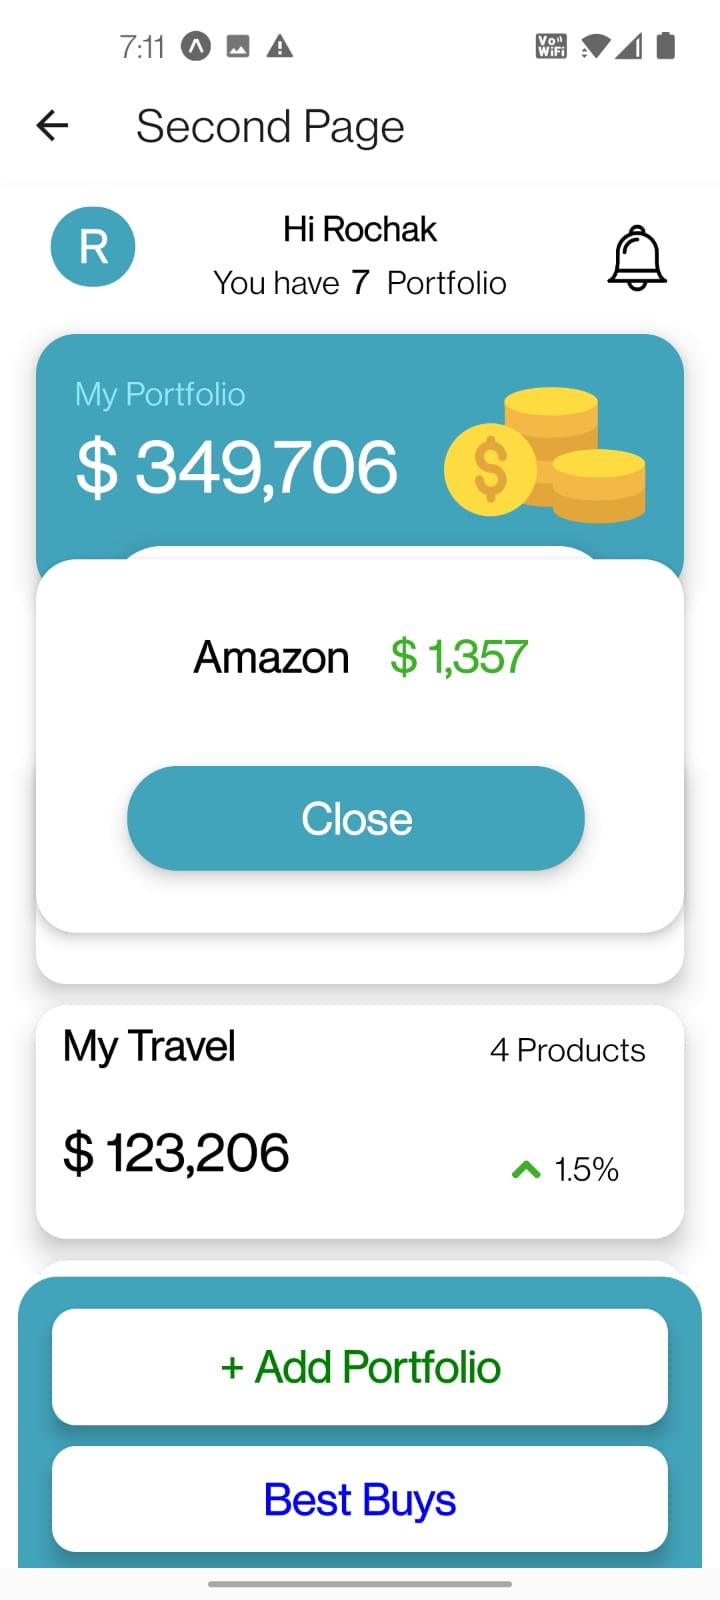 7:11 Vo WiFi
Second Page
R
Hi Rochak
You have 7 Portfolio
My Portfolio
$ 349,706
$
Amazon $ 1,357
Close
My Travel 4 Products
$ 123,206 1.5%
+ Add Portfolio
Best Buys